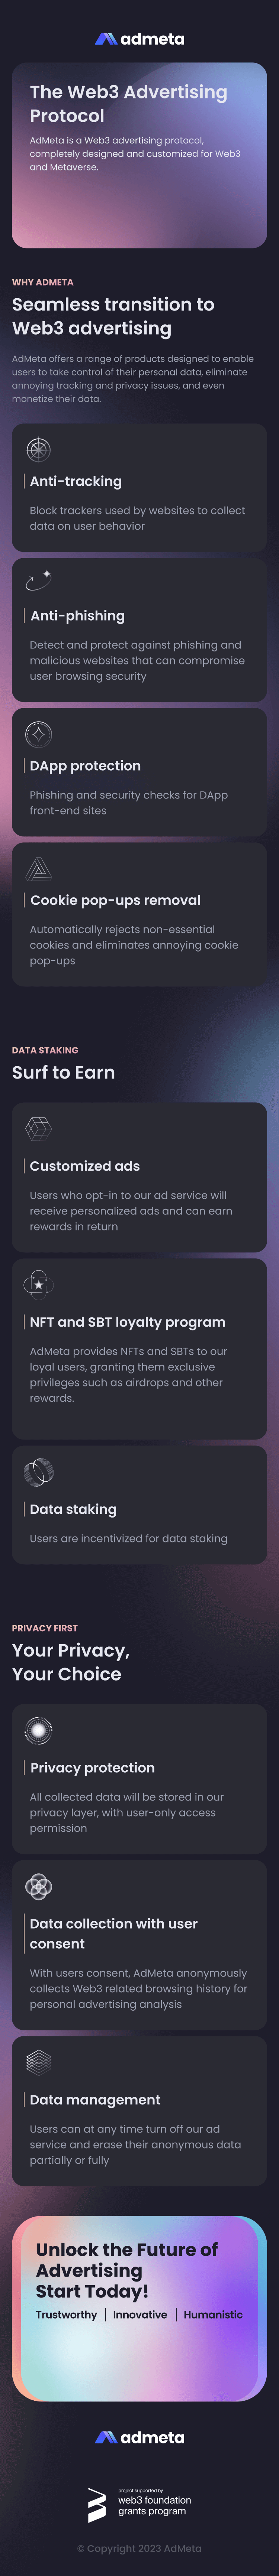 admeta
The Web3 Advertising
Protocol
AdMeta is a Web3 advertising protocol,
completely designed and customized for Web3
and Metaverse.
WHY ADMETA
Seamless transition to
Web3 advertising
AdMeta offers a range of products designed to enable
users to take control of their personal data, eliminate
annoying tracking and privacy issues, and even
monetize their data.
Anti-tracking
Block trackers used by websites to collect
data on user behavior
Anti-phishing
Detect and protect against phishing and
malicious websites that can compromise
user browsing security
DApp protection
Phishing and security checks for DApp
front-end sites
Cookie pop-ups removal
Automatically rejects non-essential
cookies and eliminates annoying cookie
pop-ups
DATA STAKING
Surf to Earn
Customized ads
Users who opt-in to our ad service will
receive personalized ads and can earn
rewards in return
NFT and SBT loyalty program
AdMeta provides NFTs and SBTs to our
loyal users, granting them exclusive
privileges such as airdrops and other
rewards.
Data staking
Users are incentivized for data staking
PRIVACY FIRST
Your Privacy,
Your Choice
Privacy protection
All collected data will be stored in our
privacy layer, with user-only access
permission
Data collection with user
consent
With users consent, AdMeta anonymously
collects Web3 related browsing history for
personal advertising analysis
Data management
Users can at any time turn off our ad
service and erase their anonymous data
partially or fully
Unlock the Future of
Advertising
Start Today!
Trustworthy | Innovative | Humanistic
admeta
project supported by
web3 foundation
grants program
© Copyright 2023 AdMeta